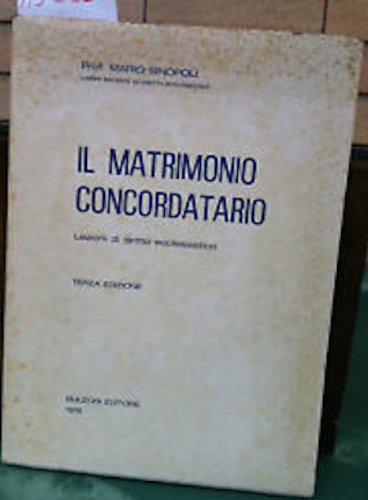 Prof. MARIO SINOPOLI
IL MATRIMONIO
CONCORDATARIO
Lezioni di diritto ecclesiastico
TERZA EDIZIONE
BULZONI EDITORE